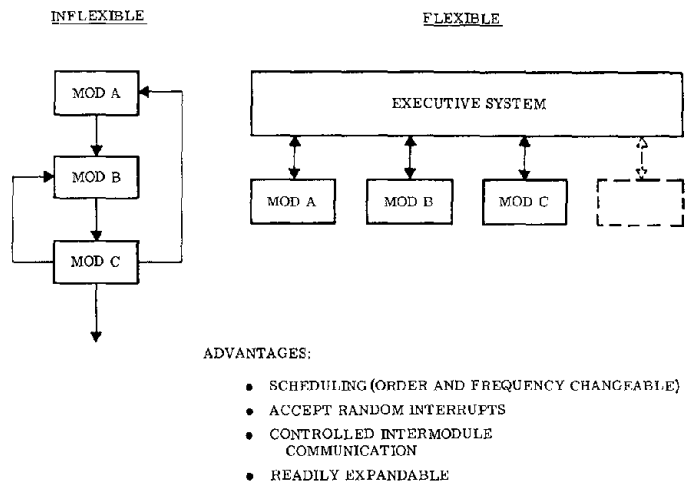 INFLEXIBLE
MOD A
MOD B
MOD C
FLEXIBLE
EXECUTIVE SYSTEM
MOD A
MOD B
MOD C
ADVANTAGES:
• SCHEDULING (ORDER AND FREQUENCY CHANGEABLE)
• ACCEPT RANDOM INTERRUPTS
• CONTROLLED INTERMODULE
COMMUNICATION
• READILY EXPANDABLE